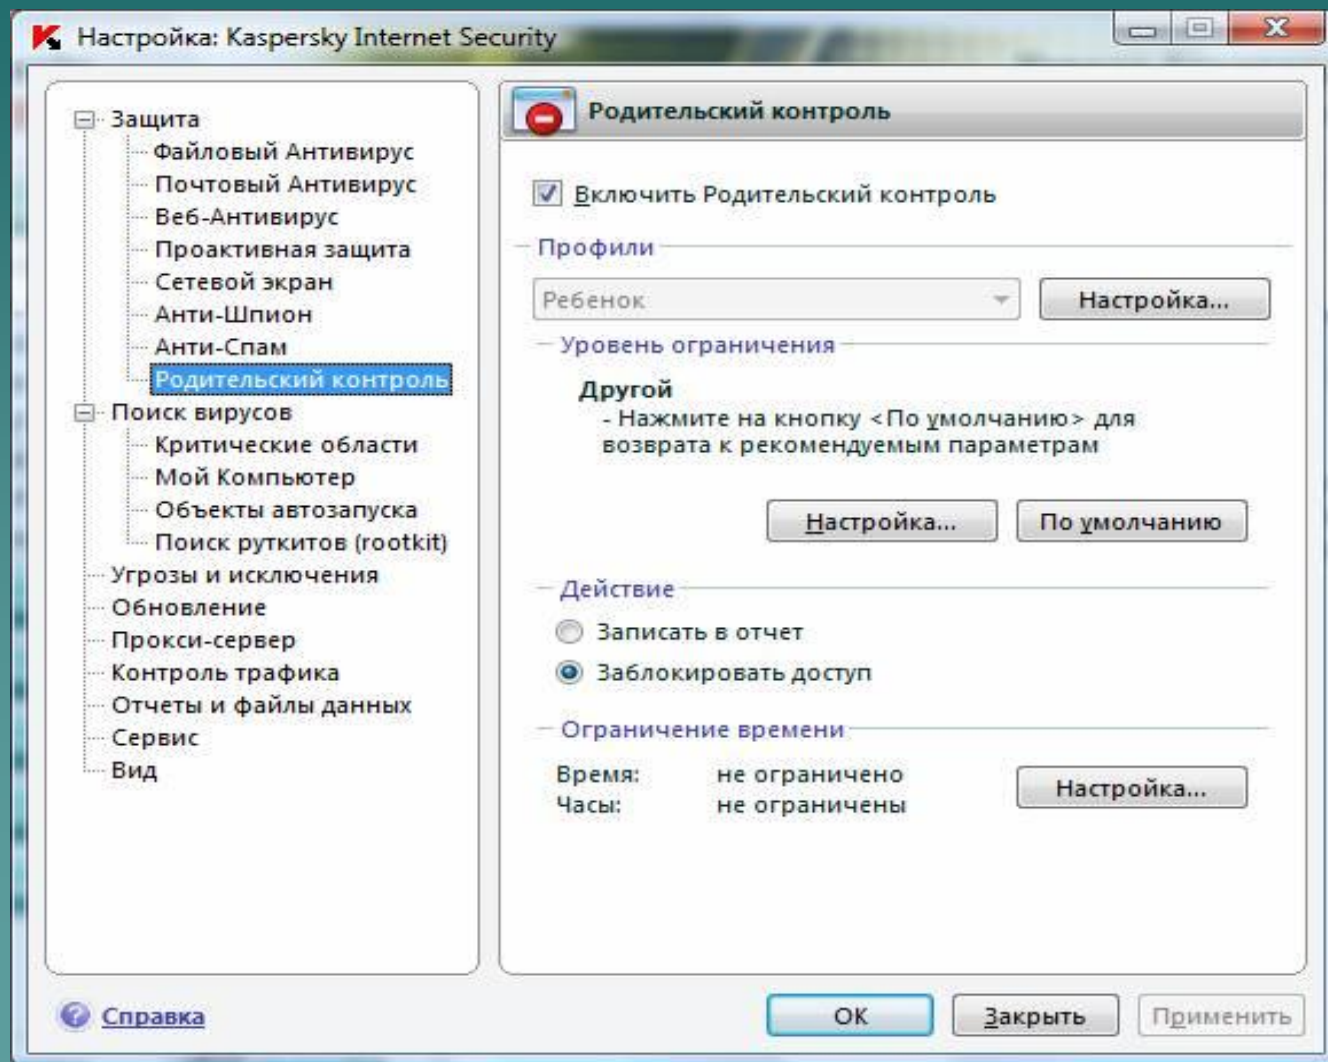 Настройка: Kaspersky Internet Security
Защита
Файловый Антивирус
Почтовый Антивирус
Веб-Антивирус
Проактивная защита
Сетевой экран
Анти-Шпион
Анти-Спам
Родительский контроль
Поиск вирусов
Критические области
Мой Компьютер
Объекты автозапуска
Поиск руткитов (rootkit)
Угрозы и исключения
Обновление
Прокси-сервер
Контроль трафика
Отчеты и файлы данных
Сервис
Вид
Родительский контроль
Включить Родительский контроль
Профили
Ребенок
Настройка...
Уровень ограничения
Другой
- Нажмите на кнопку <По умолчанию> для
возврата к рекомендуемым параметрам
Настройка...
По умолчанию
Действие
Записать в отчет
Заблокировать доступ
Ограничение времени
Время: не ограничено
Часы: не ограничены
Настройка...
Справка
ОК
Закрыть
Применить